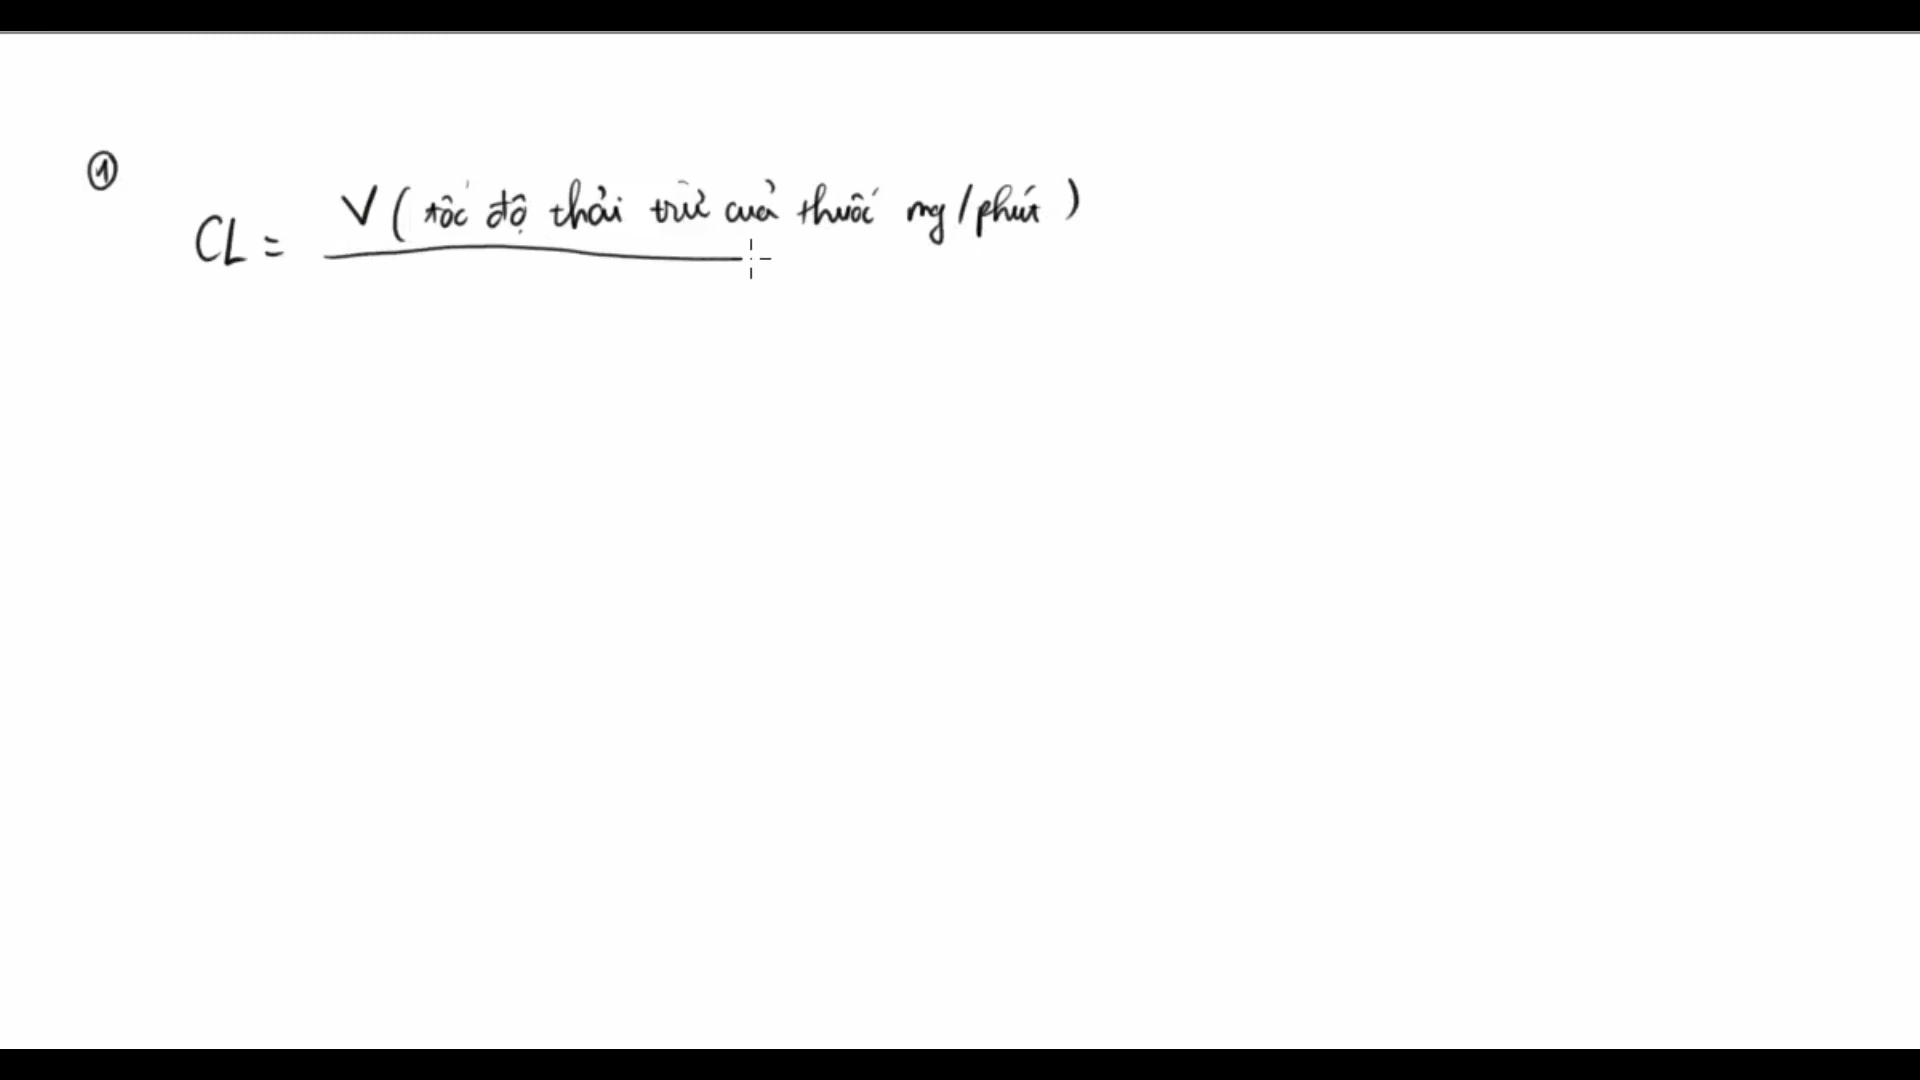 ①
V ( tốc độ thải trừ của thuốc mg/phút )
CL =